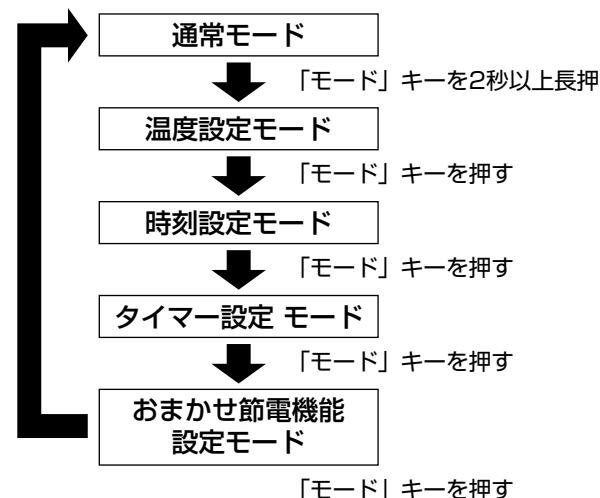 通常モード
「モード」キーを2秒以上長押
温度設定モード
「モード」キーを押す
時刻設定モード
「モード」キーを押す
タイマー設定 モード
「モード」キーを押す
おまかせ節電機能
設定モード
「モード」キーを押す